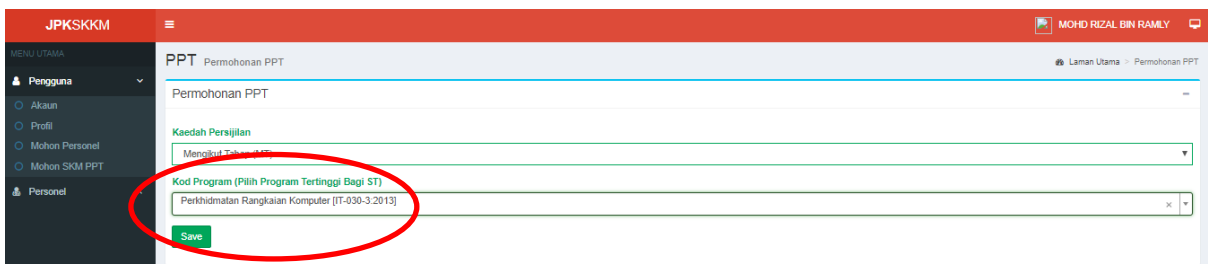 JPKSKKM
MOHD RIZAL BIN RAMLY
MENU UTAMA
PPT Permohonan PPT
Laman Utama > Permohonan PPT
Pengguna
Akaun
Profil
Mohon Personel
Mohon SKM PPT
Personel
Permohonan PPT
Kaedah Persijilan
Mengikut Tahap (MT)
Kod Program (Pilih Program Tertinggi Bagi ST)
Perkhidmatan Rangkaian Komputer [IT-030-3:2013]
Save